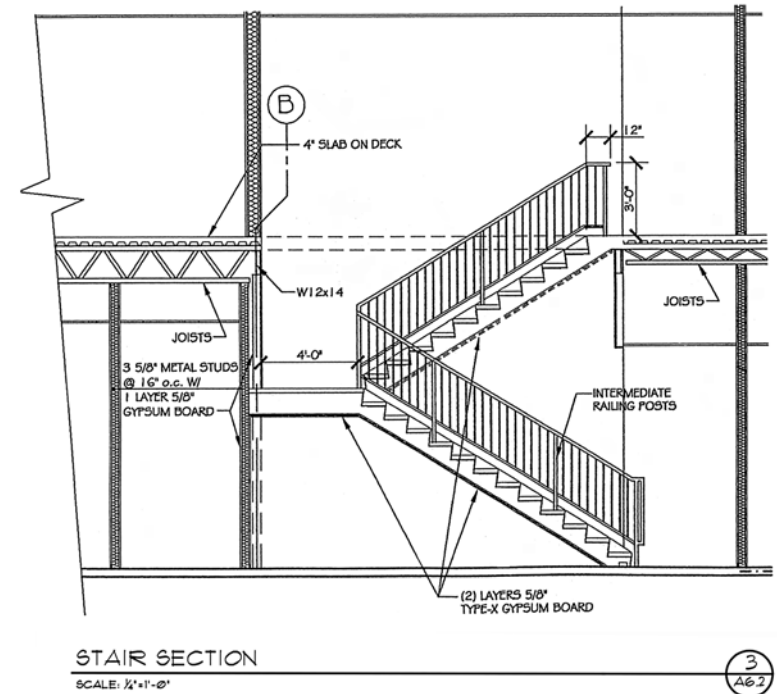 B
12"
4" SLAB ON DECK
3'-0"
W12x14
JOISTS
JOISTS
4'-0"
3 5/8" METAL STUDS
@ 16" o.c. W/
1 LAYER 5/8"
GYPSUM BOARD
INTERMEDIATE
RAILING POSTS
(2) LAYERS 5/8"
TYPE-X GYPSUM BOARD
STAIR SECTION
SCALE: ¼"=1'-0"
3
A6.2